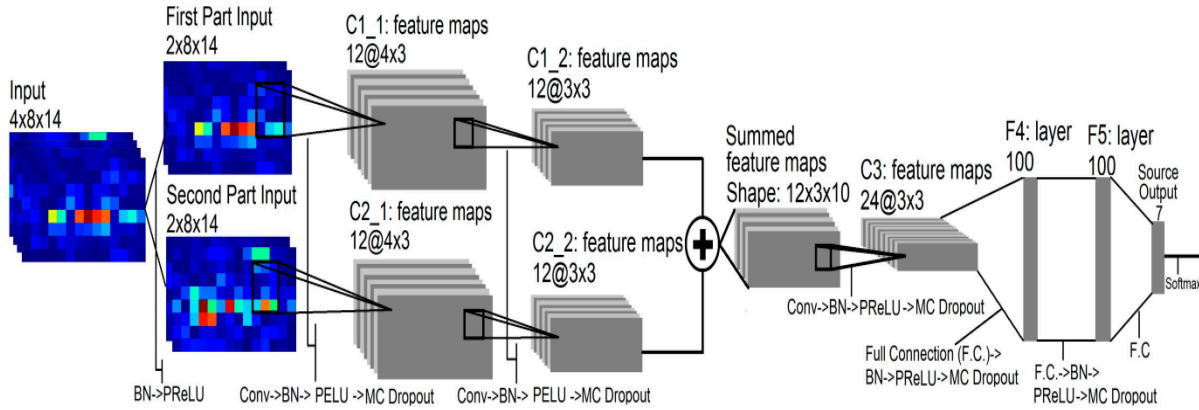 Input
4x8x14
First Part Input
2x8x14
Second Part Input
2x8x14
BN->PReLU
C1_1: feature maps
12@4x3
C2_1: feature maps
12@4x3
Conv->BN-> PELU ->MC Dropout
C1_2: feature maps
12@3x3
C2_2: feature maps
12@3x3
Conv->BN-> PELU->MC Dropout
+
Summed
feature maps
Shape: 12x3x10
C3: feature maps
24@3x3
Conv->BN->PReLU->MC Dropout
F4: layer
100
Full Connection (F.C.)->
BN->PReLU->MC Dropout
F5: layer
100
F.C.->BN->
PReLU->MC Dropout
Source
Output
7
F.C
Softmax